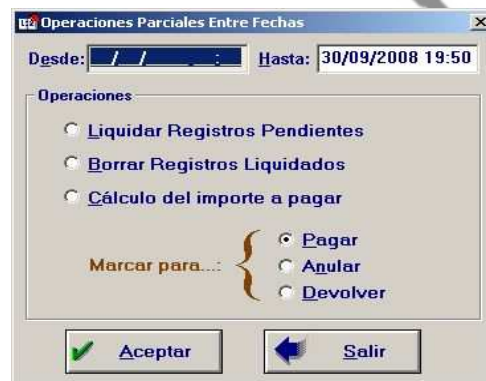 Operaciones Parciales Entre Fechas
Desde: / / : Hasta: 30/09/2008 19:50
Operaciones
Liquidar Registros Pendientes
Borrar Registros Liquidados
Cálculo del importe a pagar
Marcar para...:
Pagar
Anular
Devolver
Aceptar Salir